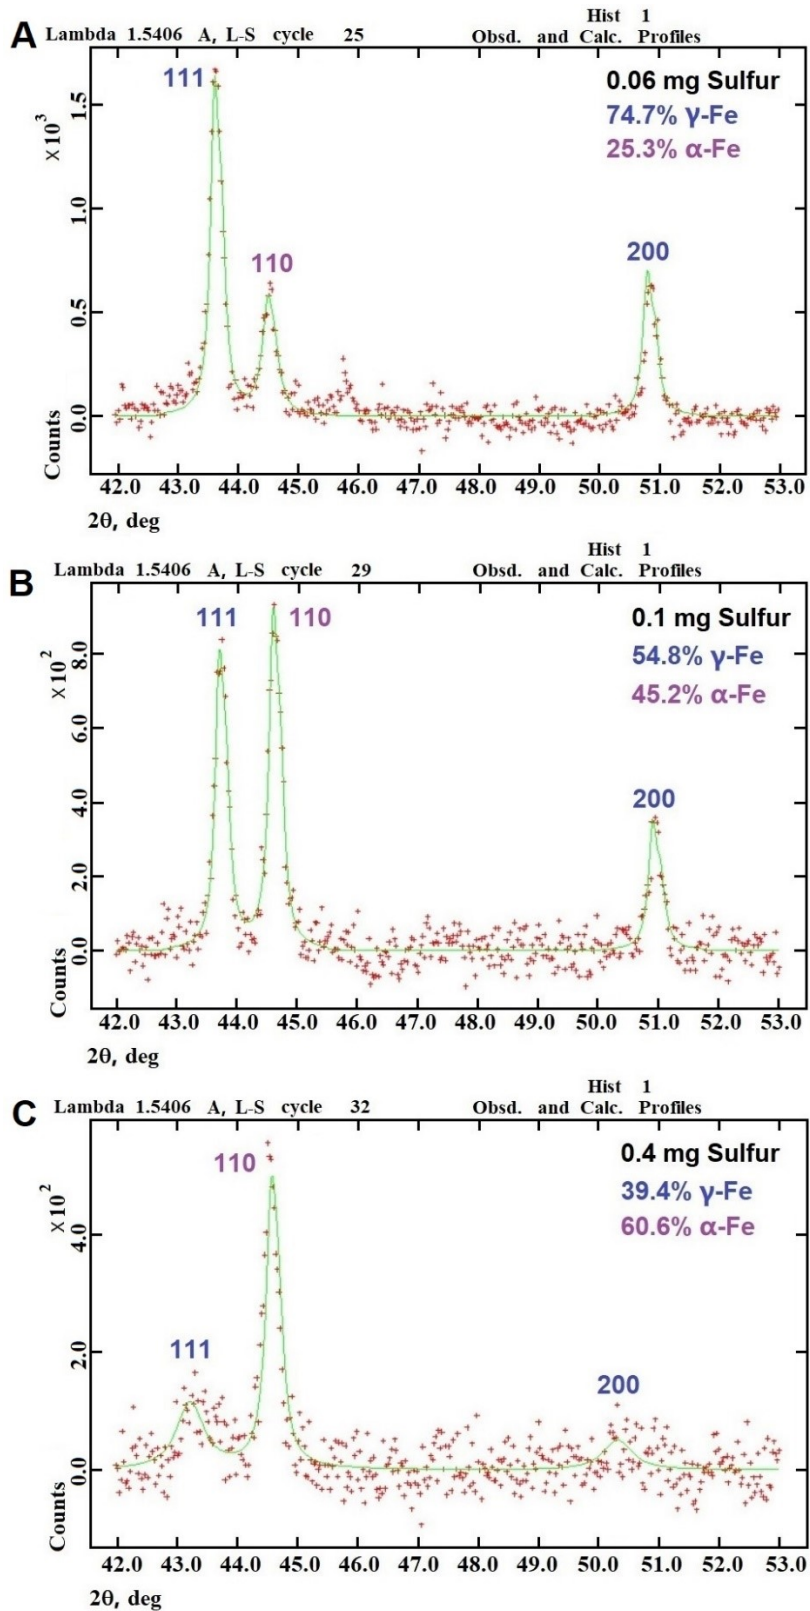 Hist 1
A Lambda 1.5406 A, L-S cycle 25 Obsd. and Calc. Profiles
111
0.06 mg Sulfur
74.7% γ-Fe
25.3% α-Fe
110
200
Counts
X10³
0.0
0.5
1.0
1.5
42.0 43.0 44.0 45.0 46.0 47.0 48.0 49.0 50.0 51.0 52.0 53.0
2θ, deg
Hist 1
B Lambda 1.5406 A, L-S cycle 29 Obsd. and Calc. Profiles
111 110
0.1 mg Sulfur
54.8% γ-Fe
45.2% α-Fe
200
Counts
X10²
0.0
2.0
4.0
6.0
8.0
42.0 43.0 44.0 45.0 46.0 47.0 48.0 49.0 50.0 51.0 52.0 53.0
2θ, deg
Hist 1
C Lambda 1.5406 A, L-S cycle 32 Obsd. and Calc. Profiles
110
0.4 mg Sulfur
39.4% γ-Fe
60.6% α-Fe
111
200
Counts
X10²
0.0
2.0
4.0
42.0 43.0 44.0 45.0 46.0 47.0 48.0 49.0 50.0 51.0 52.0 53.0
2θ, deg